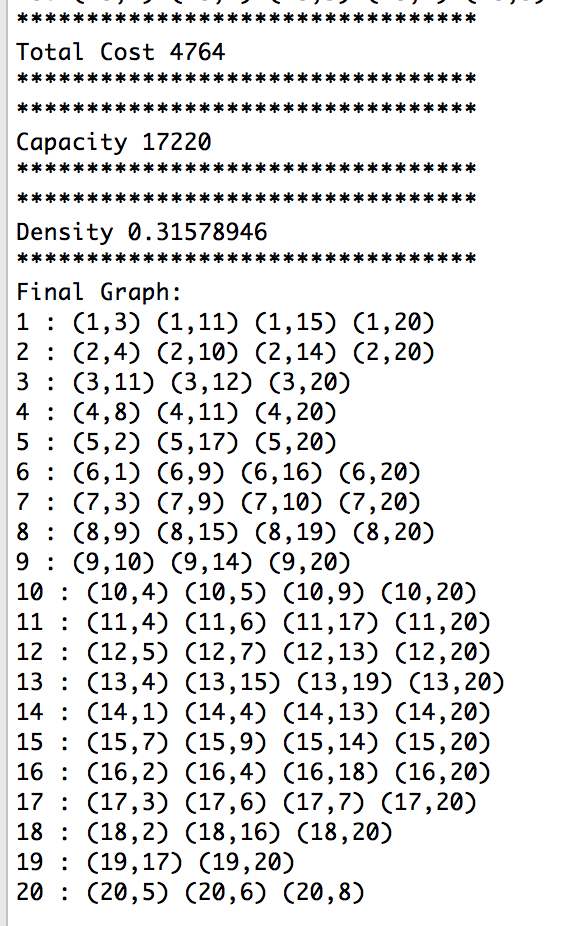 *********************************
Total Cost 4764
*********************************
*********************************
Capacity 17220
*********************************
*********************************
Density 0.31578946
*********************************
Final Graph:
1 : (1,3) (1,11) (1,15) (1,20)
2 : (2,4) (2,10) (2,14) (2,20)
3 : (3,11) (3,12) (3,20)
4 : (4,8) (4,11) (4,20)
5 : (5,2) (5,17) (5,20)
6 : (6,1) (6,9) (6,16) (6,20)
7 : (7,3) (7,9) (7,10) (7,20)
8 : (8,9) (8,15) (8,19) (8,20)
9 : (9,10) (9,14) (9,20)
10 : (10,4) (10,5) (10,9) (10,20)
11 : (11,4) (11,6) (11,17) (11,20)
12 : (12,5) (12,7) (12,13) (12,20)
13 : (13,4) (13,15) (13,19) (13,20)
14 : (14,1) (14,4) (14,13) (14,20)
15 : (15,7) (15,9) (15,14) (15,20)
16 : (16,2) (16,4) (16,18) (16,20)
17 : (17,3) (17,6) (17,7) (17,20)
18 : (18,2) (18,16) (18,20)
19 : (19,17) (19,20)
20 : (20,5) (20,6) (20,8)